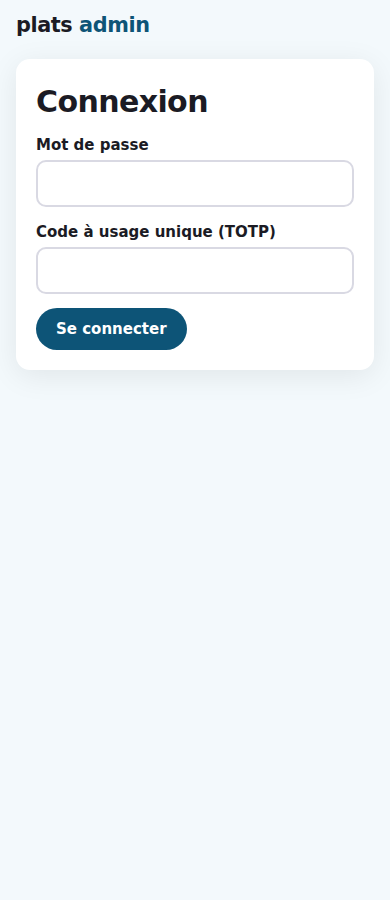 plats admin
Connexion
Mot de passe
Code à usage unique (TOTP)
Se connecter